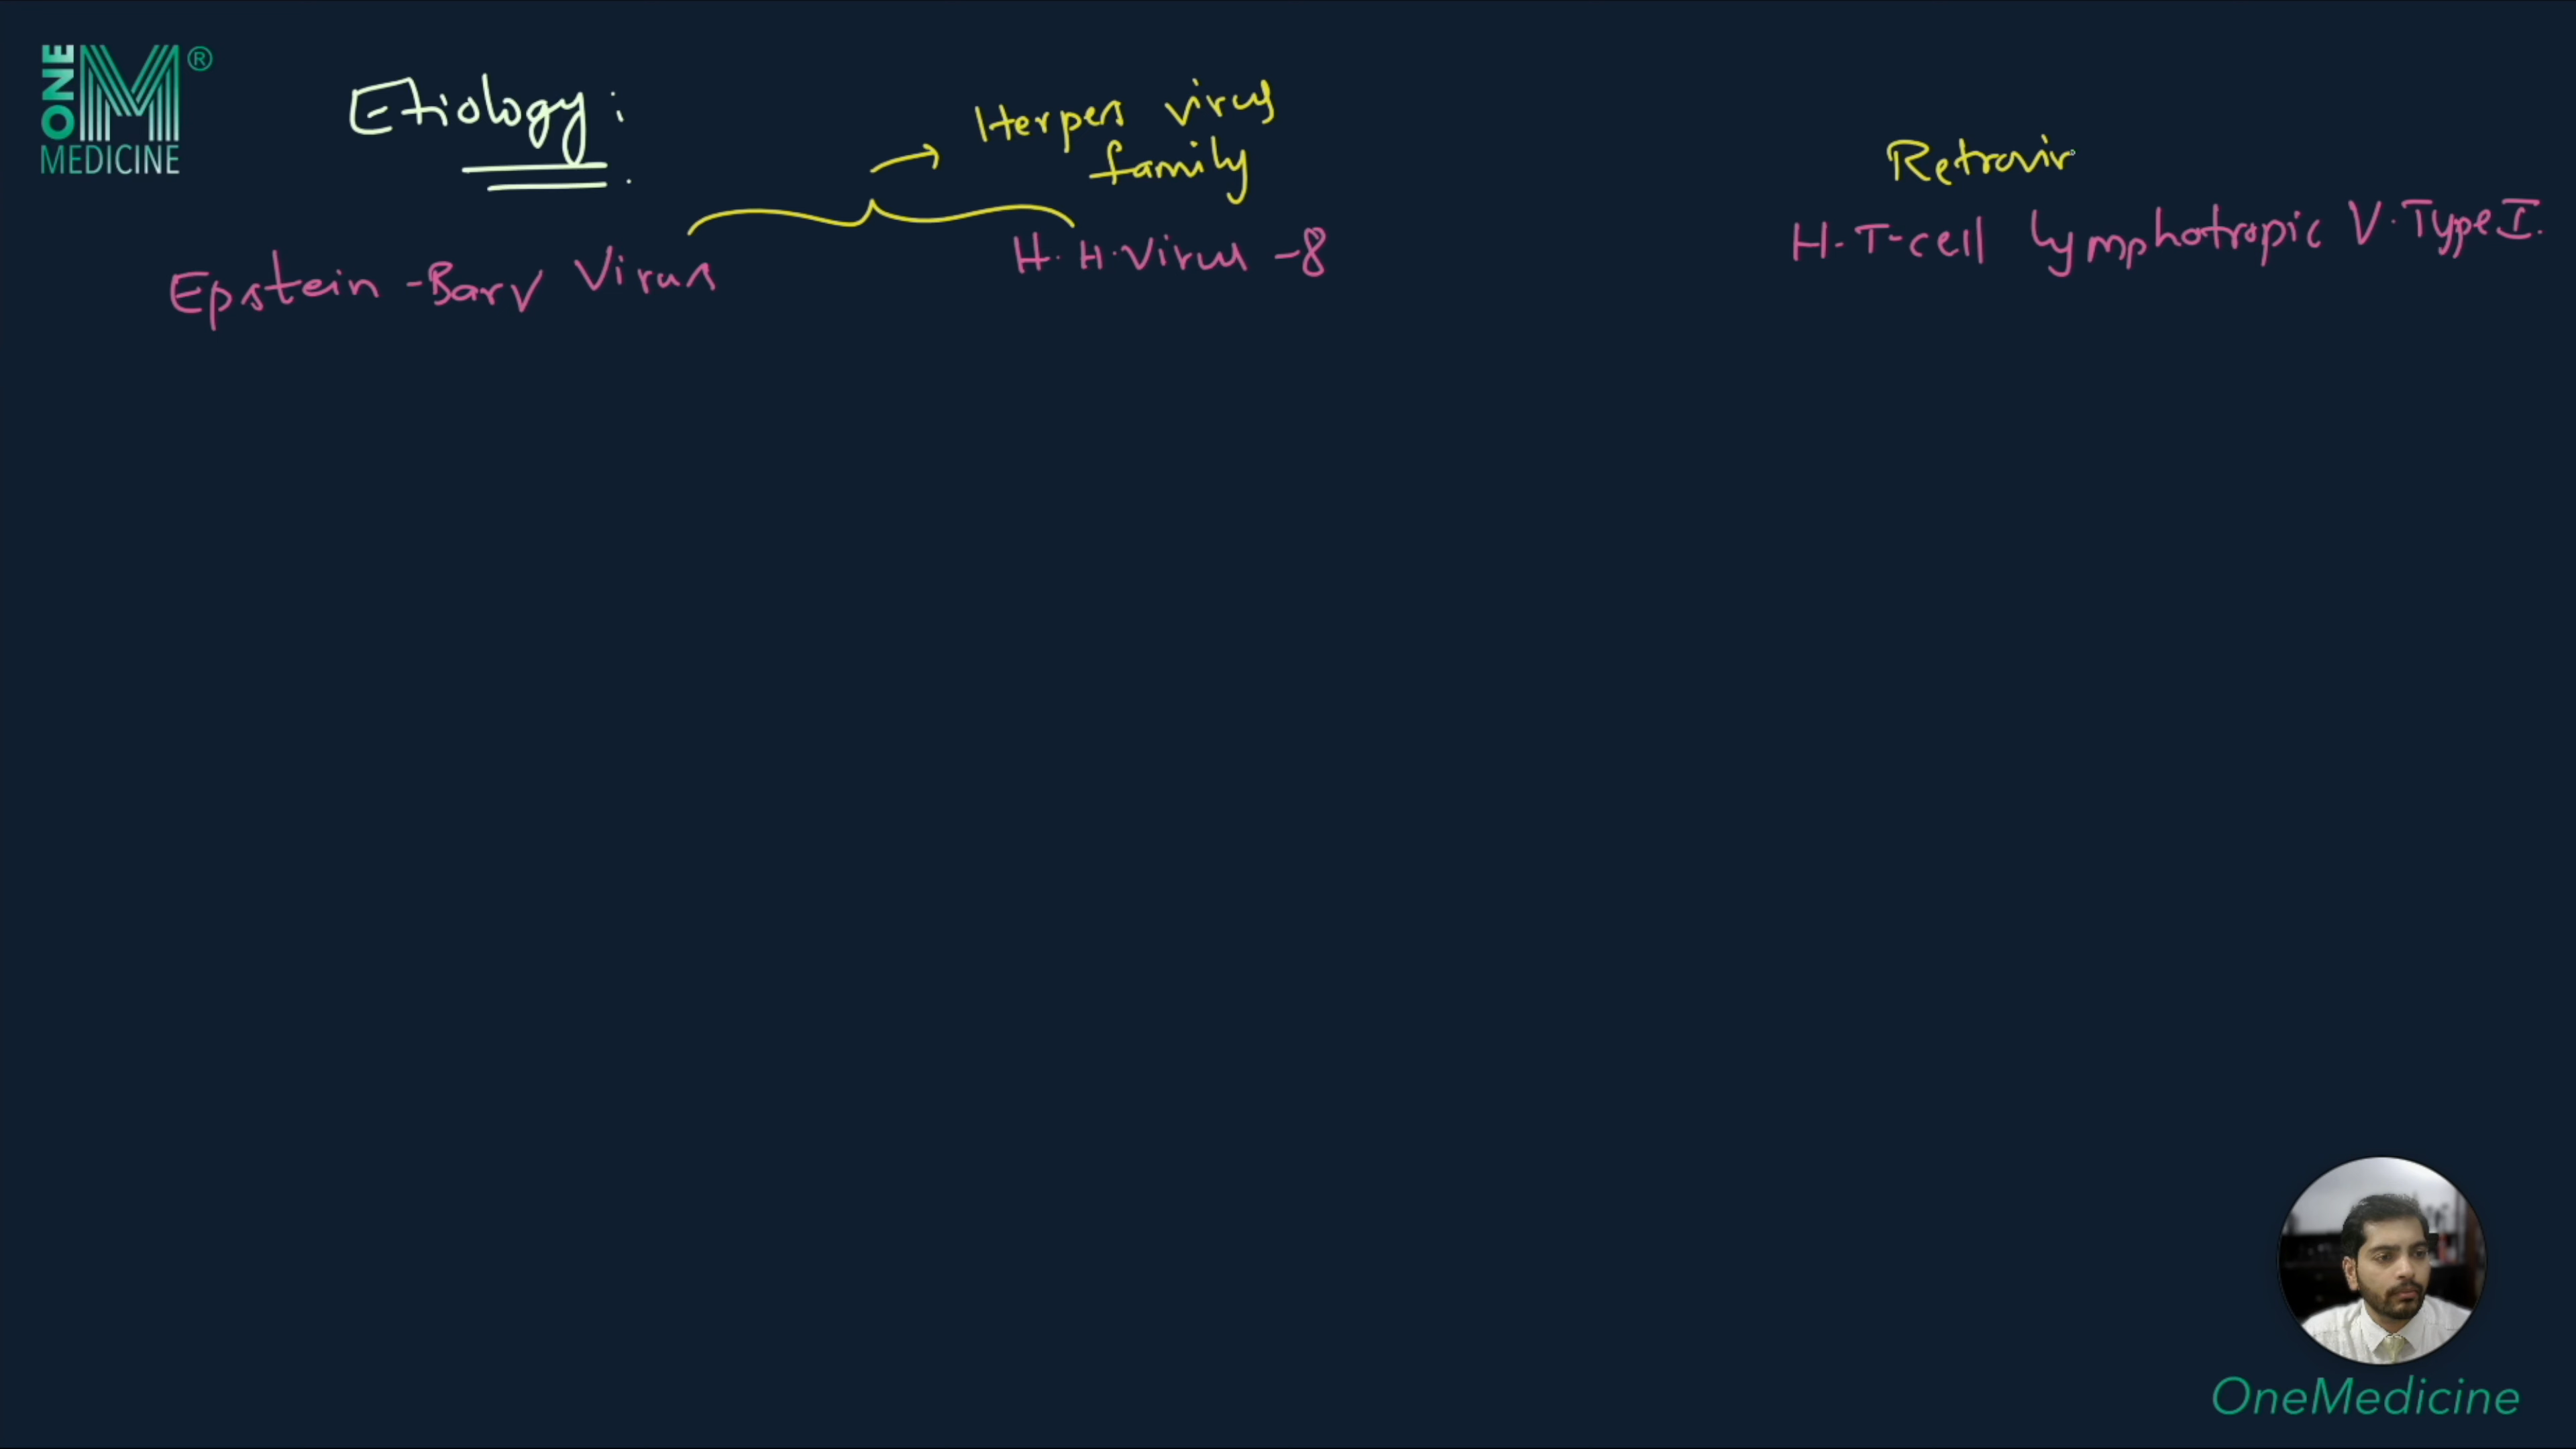 ONE M ®
MEDICINE
Etiology:
Herpes virus
family
Retrovir
Epstein-Barr Virus
H.H.Virus -8
H-T-cell lymphotropic V.Type I.
OneMedicine